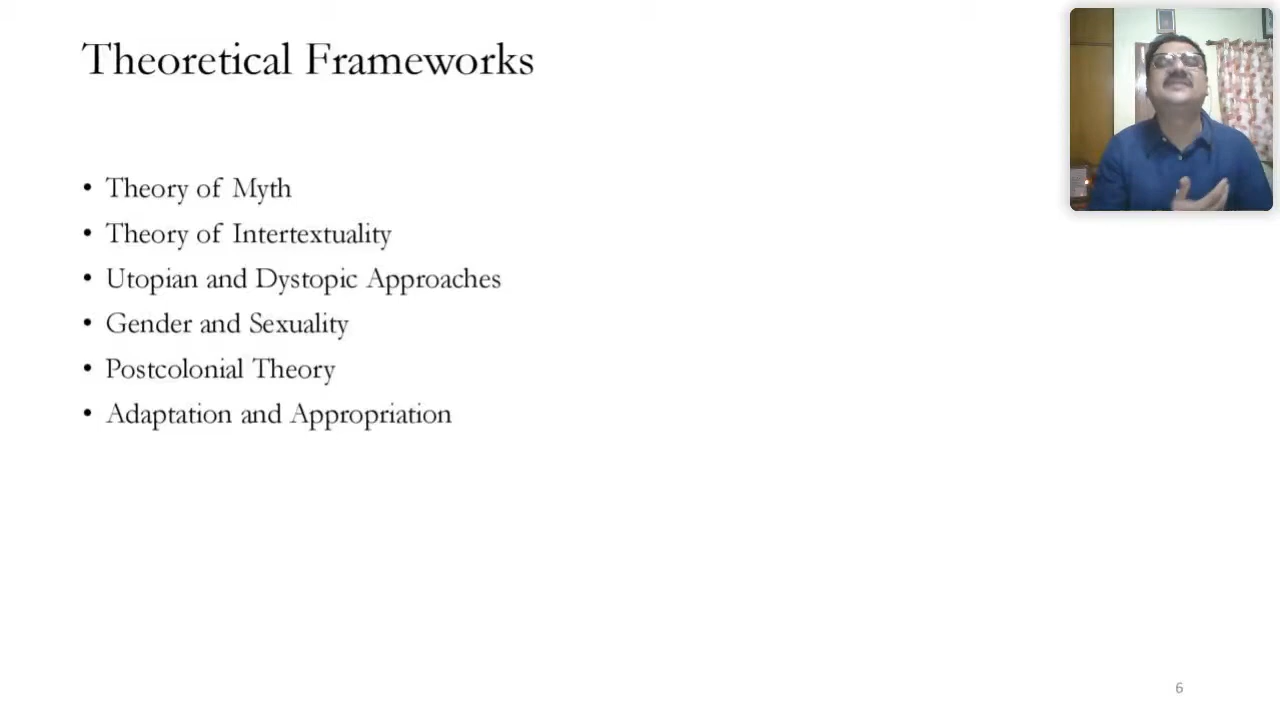 Theoretical Frameworks
• Theory of Myth
• Theory of Intertextuality
• Utopian and Dystopic Approaches
• Gender and Sexuality
• Postcolonial Theory
• Adaptation and Appropriation
6